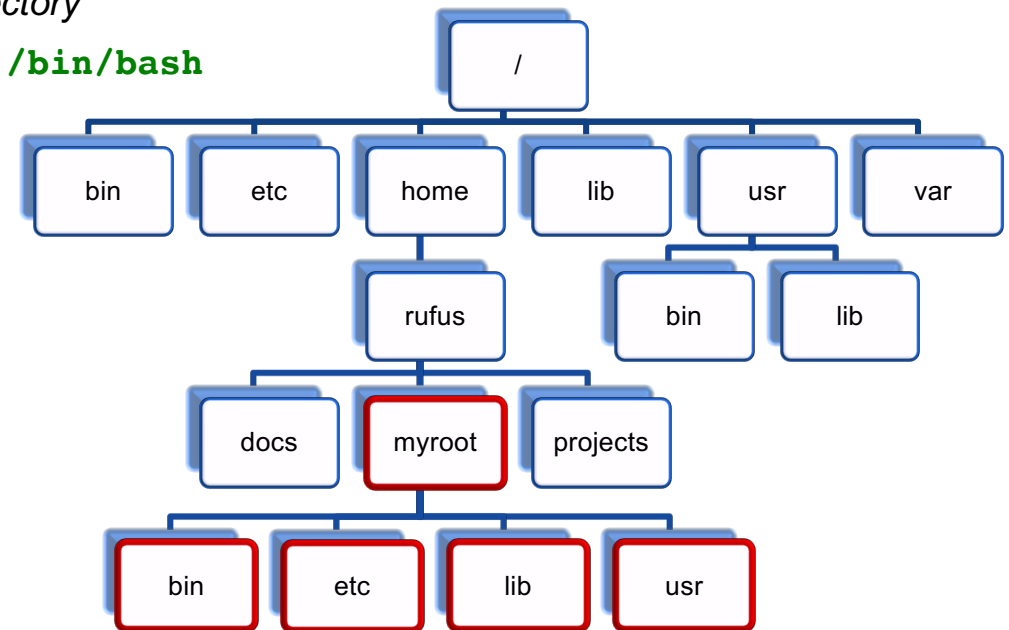 /bin/bash
/
bin etc home lib usr var
rufus bin lib
docs myroot projects
bin etc lib usr